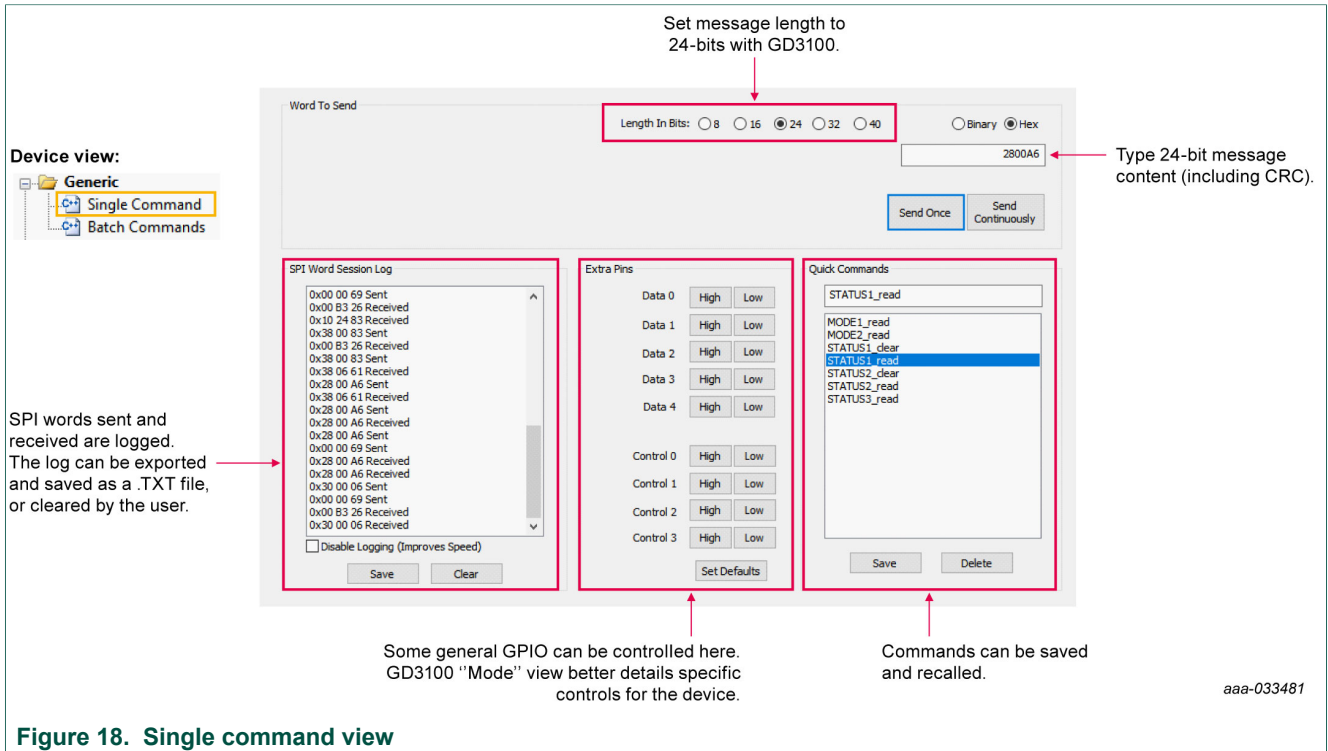 Set message length to
24-bits with GD3100.
Word To Send
Length In Bits: 8 16 24 32 40
Binary Hex
2800A6
Type 24-bit message
content (including CRC).
Send Once
Send
Continuously
Device view:
Generic
C++ Single Command
C++ Batch Commands
SPI Word Session Log
0x00 00 69 Sent
0x00 B3 26 Received
0x10 24 83 Received
0x38 00 83 Sent
0x00 B3 26 Received
0x38 00 83 Sent
0x38 06 61 Received
0x28 00 A6 Sent
0x38 06 61 Received
0x28 00 A6 Sent
0x28 00 A6 Received
0x28 00 A6 Sent
0x00 00 69 Sent
0x28 00 A6 Received
0x28 00 A6 Received
0x30 00 06 Sent
0x00 00 69 Sent
0x00 B3 26 Received
0x30 00 06 Received
Disable Logging (Improves Speed)
Save Clear
SPI words sent and
received are logged.
The log can be exported
and saved as a .TXT file,
or cleared by the user.
Extra Pins
Data 0 High Low
Data 1 High Low
Data 2 High Low
Data 3 High Low
Data 4 High Low
Control 0 High Low
Control 1 High Low
Control 2 High Low
Control 3 High Low
Set Defaults
Quick Commands
STATUS1_read
MODE1_read
MODE2_read
STATUS1_clear
STATUS1_read
STATUS2_clear
STATUS2_read
STATUS3_read
Save Delete
Some general GPIO can be controlled here.
GD3100 ‘’Mode’’ view better details specific
controls for the device.
Commands can be saved
and recalled.
aaa-033481
Figure 18. Single command view